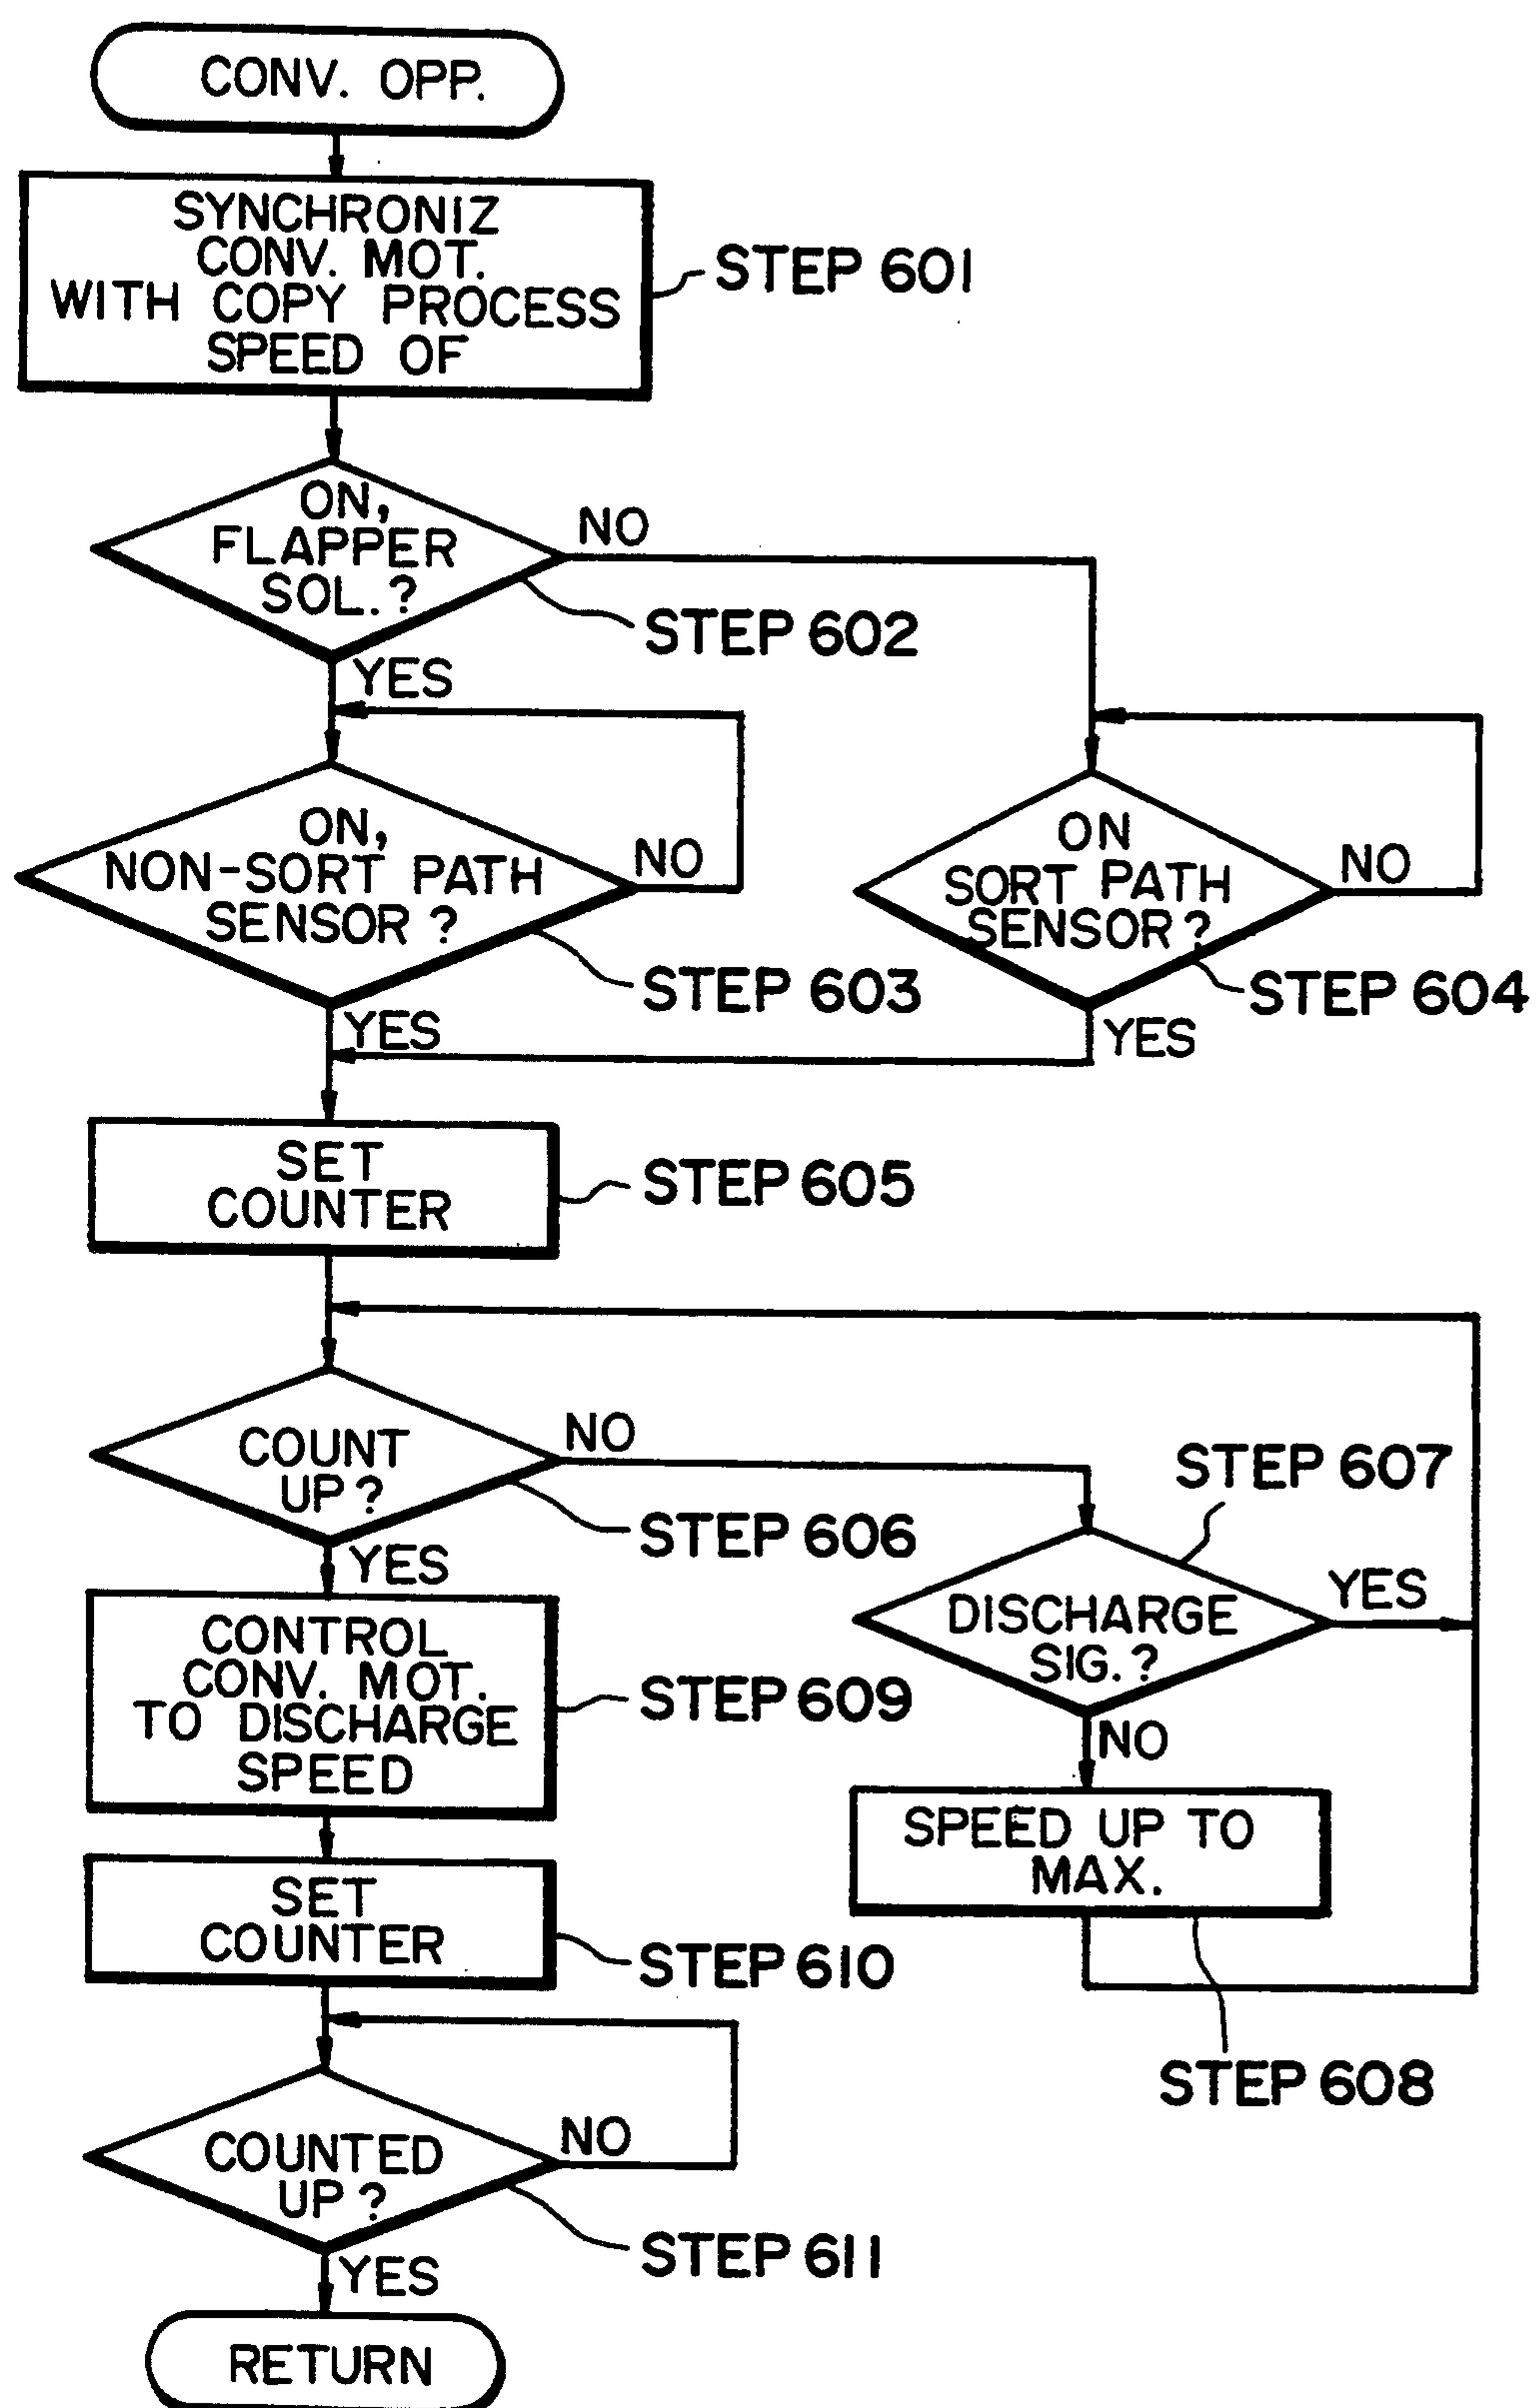 CONV. OPP.
SYNCHRONIZ
CONV. MOT.
WITH COPY PROCESS
SPEED OF
STEP 601
ON,
FLAPPER
SOL.?
NO
STEP 602
YES
ON,
NON-SORT PATH
SENSOR?
NO
STEP 603
YES
ON
SORT PATH
SENSOR?
NO
STEP 604
YES
SET
COUNTER
STEP 605
COUNT
UP?
NO
STEP 606
YES
STEP 607
DISCHARGE
SIG.?
YES
NO
CONTROL
CONV. MOT.
TO DISCHARGE
SPEED
STEP 609
SPEED UP TO
MAX.
STEP 608
SET
COUNTER
STEP 610
COUNTED
UP?
NO
STEP 611
YES
RETURN